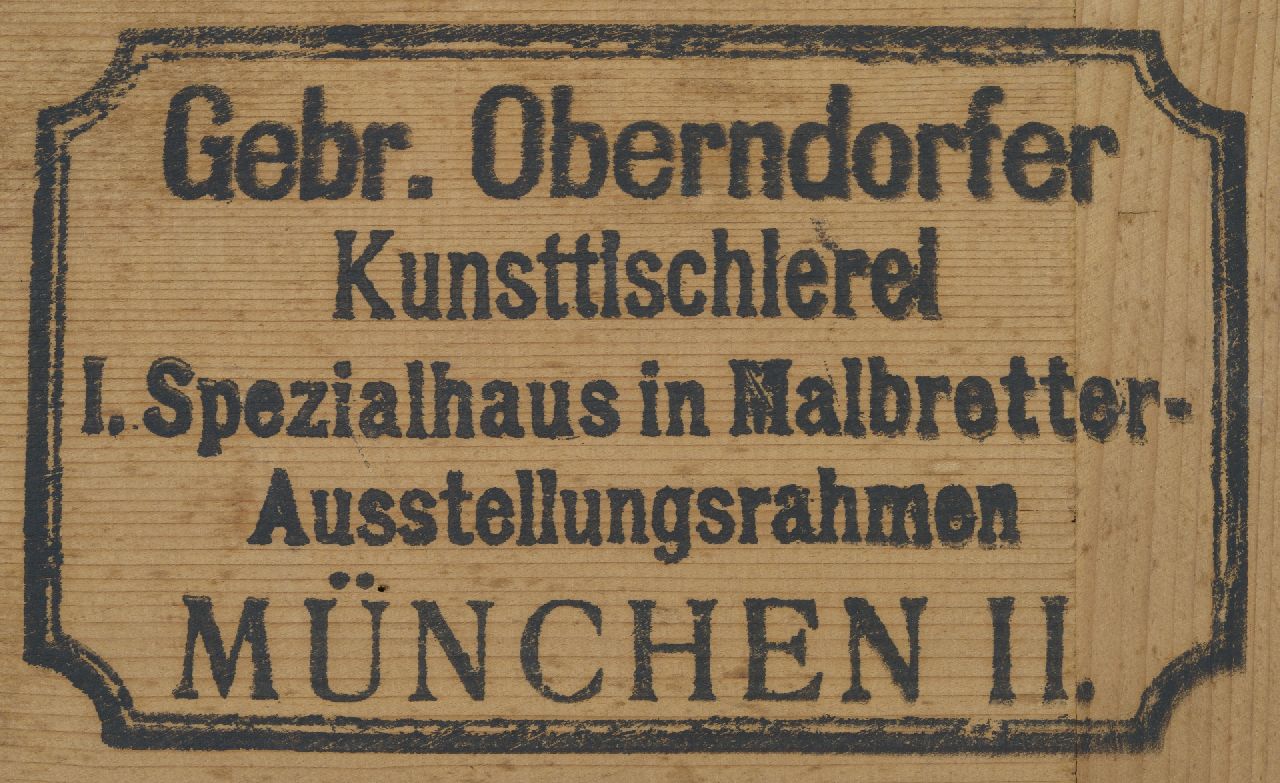 Gebr. Oberndorfer
Kunsttischlerei
I. Spezialhaus in Malbretter-
Ausstellungsrahmen
MÜNCHEN II.